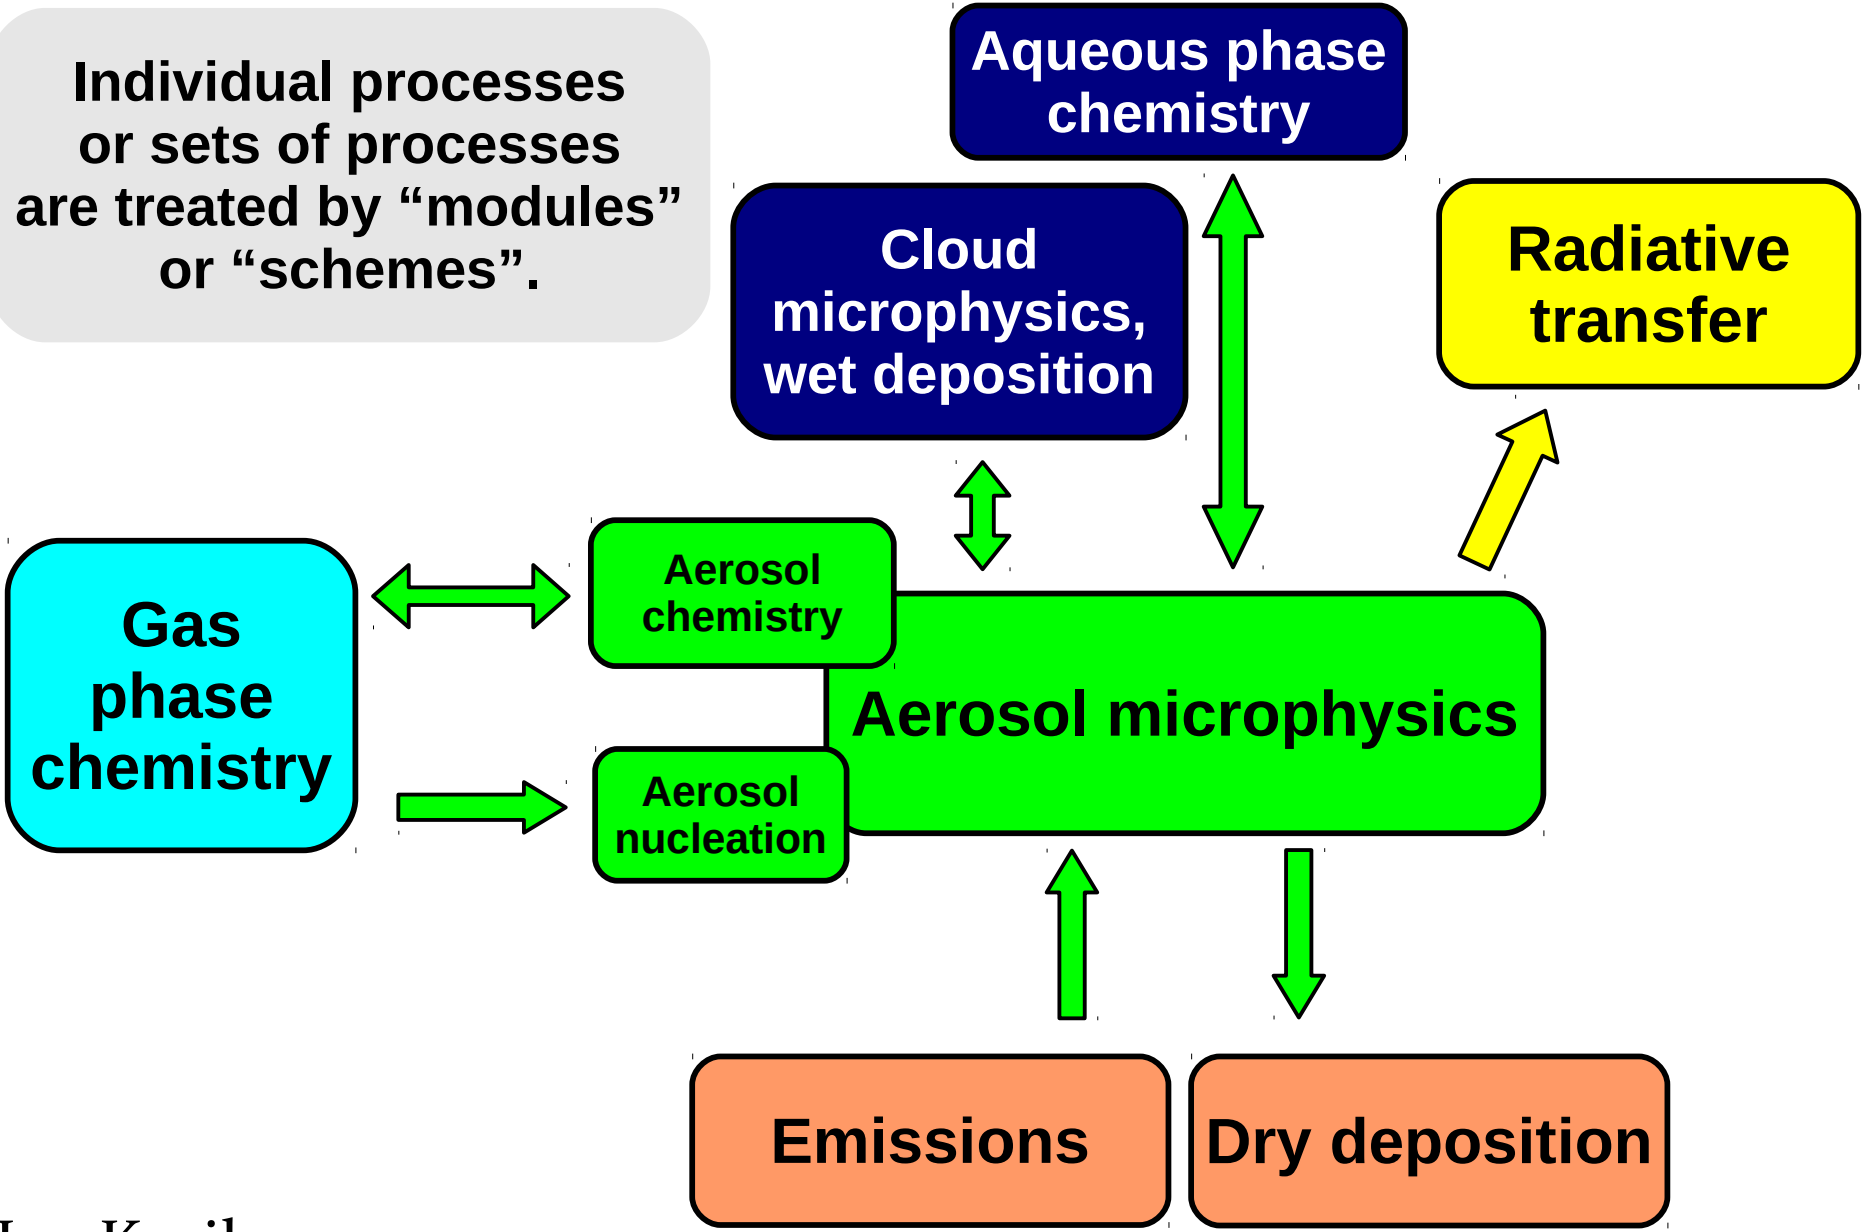 Individual processes
or sets of processes
are treated by “modules”
or “schemes”.
Aqueous phase
chemistry
Cloud
microphysics,
wet deposition
Radiative
transfer
Gas
phase
chemistry
Aerosol
chemistry
Aerosol microphysics
Aerosol
nucleation
Emissions
Dry deposition